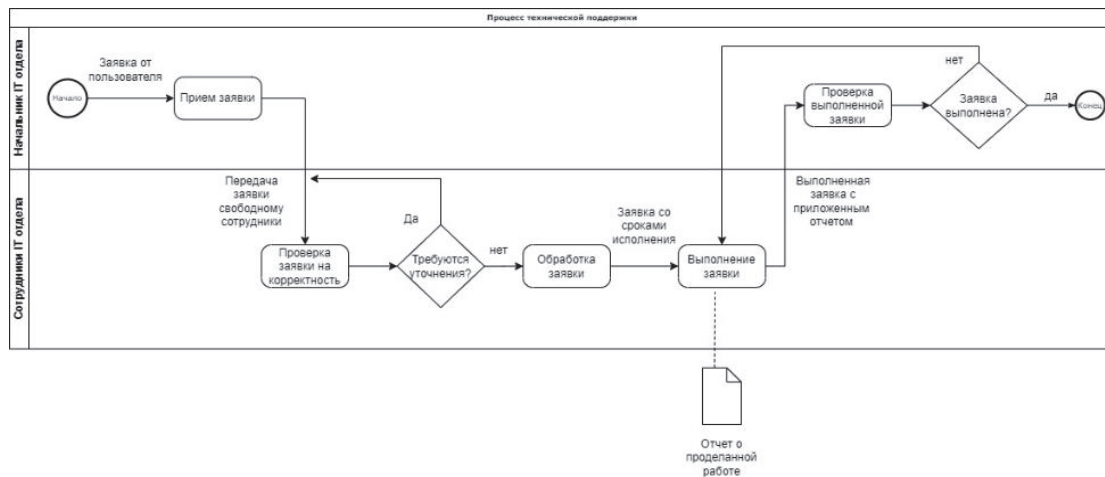 Процесс технической поддержки
Начальник IT отдела
Заявка от
пользователя
Начало
Прием заявки
Проверка
выполненной
заявки
нет
Заявка
выполнена?
да
Конец
Сотрудники IT отдела
Передача
заявки
свободному
сотрудники
Проверка
заявки на
корректность
Да
Требуются
уточнения?
нет
Обработка
заявки
Заявка со
сроками
исполнения
Выполнение
заявки
Выполненная
заявка с
приложенным
отчетом
Отчет о
проделанной
работе